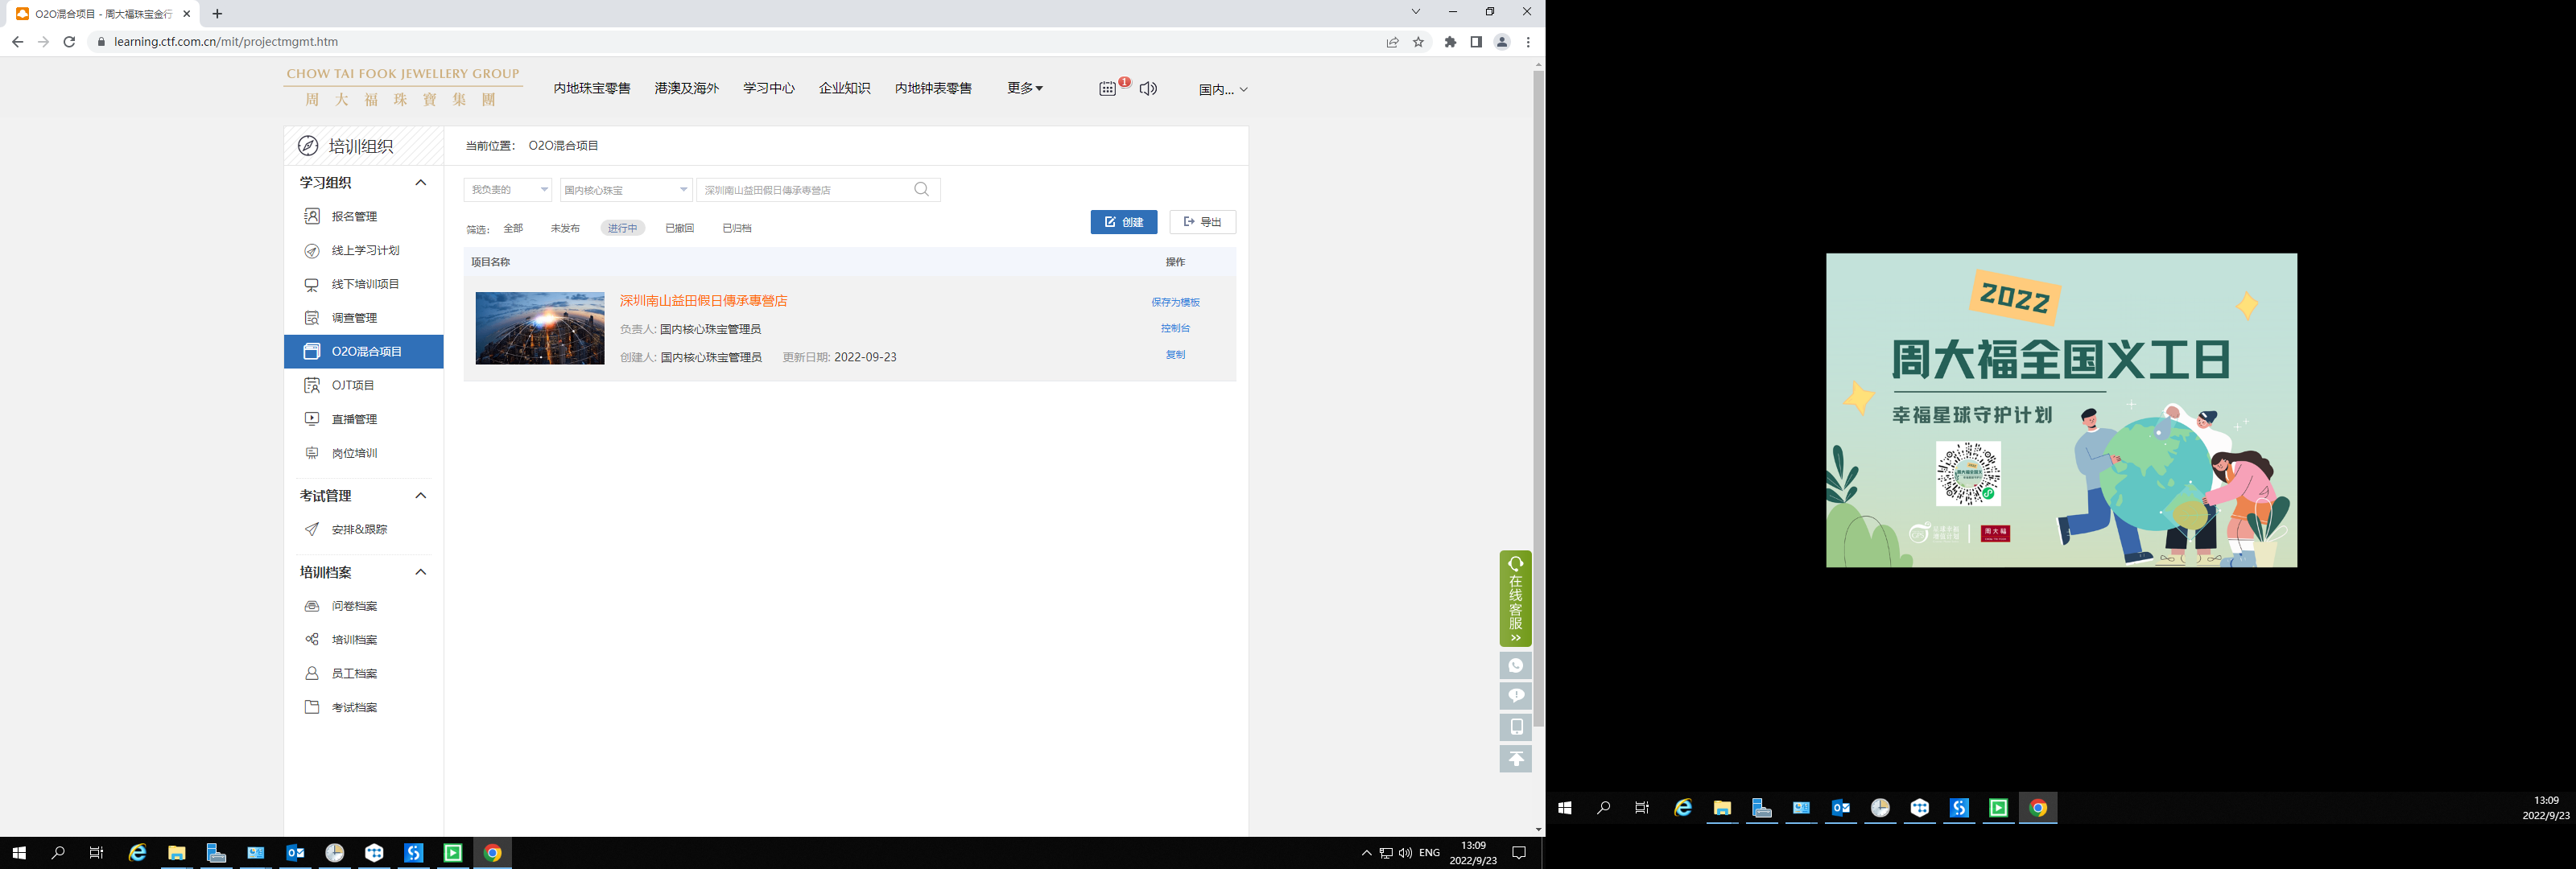 O2O混合项目 - 周大福珠宝金行
learning.ctf.com.cn/mit/projectmgmt.htm
CHOW TAI FOOK JEWELLERY GROUP
周大福珠寶集團
内地珠宝零售 港澳及海外 学习中心 企业知识 内地钟表零售 更多 1 国内...
培训组织
当前位置： O2O混合项目
学习组织
报名管理
线上学习计划
线下培训项目
调查管理
O2O混合项目
OJT项目
直播管理
岗位培训
考试管理
安排&跟踪
培训档案
问卷档案
培训档案
员工档案
考试档案
我负责的 国内核心珠宝 深圳南山益田假日傳承專營店
筛选： 全部 未发布 进行中 已撤回 已归档
创建 导出
项目名称 操作
深圳南山益田假日傳承專營店
负责人: 国内核心珠宝管理员
创建人: 国内核心珠宝管理员 更新日期: 2022-09-23
保存为模板
控制台
复制
在线客服
ENG
13:09
2022/9/23
2022
周大福全国义工日
幸福星球守护计划
周大福
13:09
2022/9/23